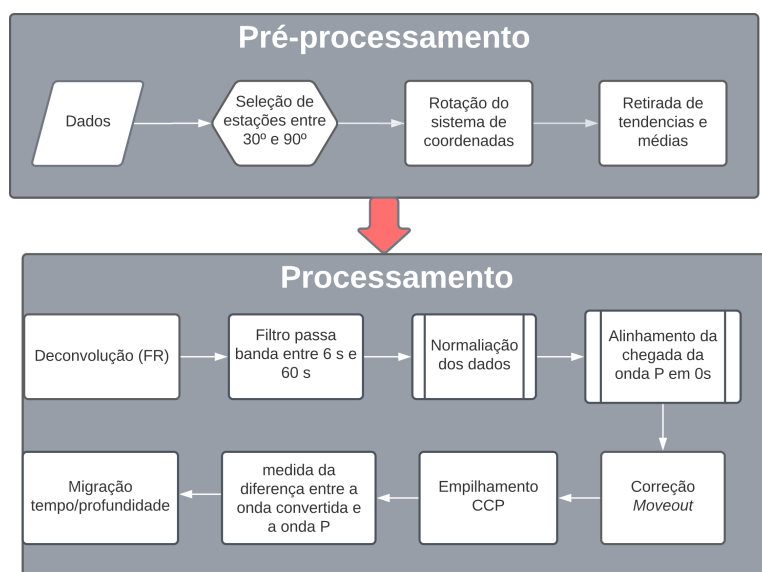 Pré-processamento
Dados
Seleção de
estações entre
30º e 90º
Rotação do
sistema de
coordenadas
Retirada de
tendencias e
médias
Processamento
Deconvolução (FR)
Filtro passa
banda entre 6 s e
60 s
Normaliação
dos dados
Alinhamento da
chegada da
onda P em 0s
Correção
Moveout
Empilhamento
CCP
medida da
diferença entre a
onda convertida e
a onda P
Migração
tempo/profundidade